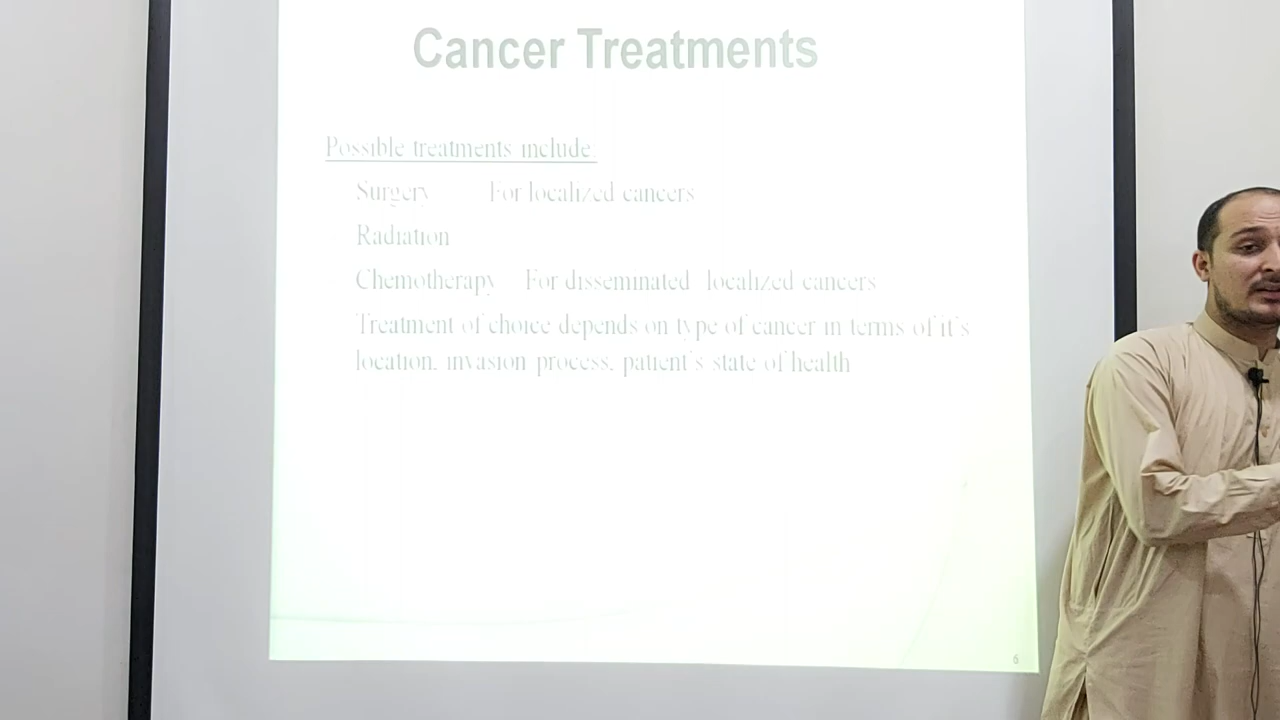 Cancer Treatments
Possible treatments include:
Surgery For localized cancers
Radiation
Chemotherapy For disseminated localized cancers
Treatment of choice depends on type of cancer in terms of it's
location, invasion process, patient's state of health
6